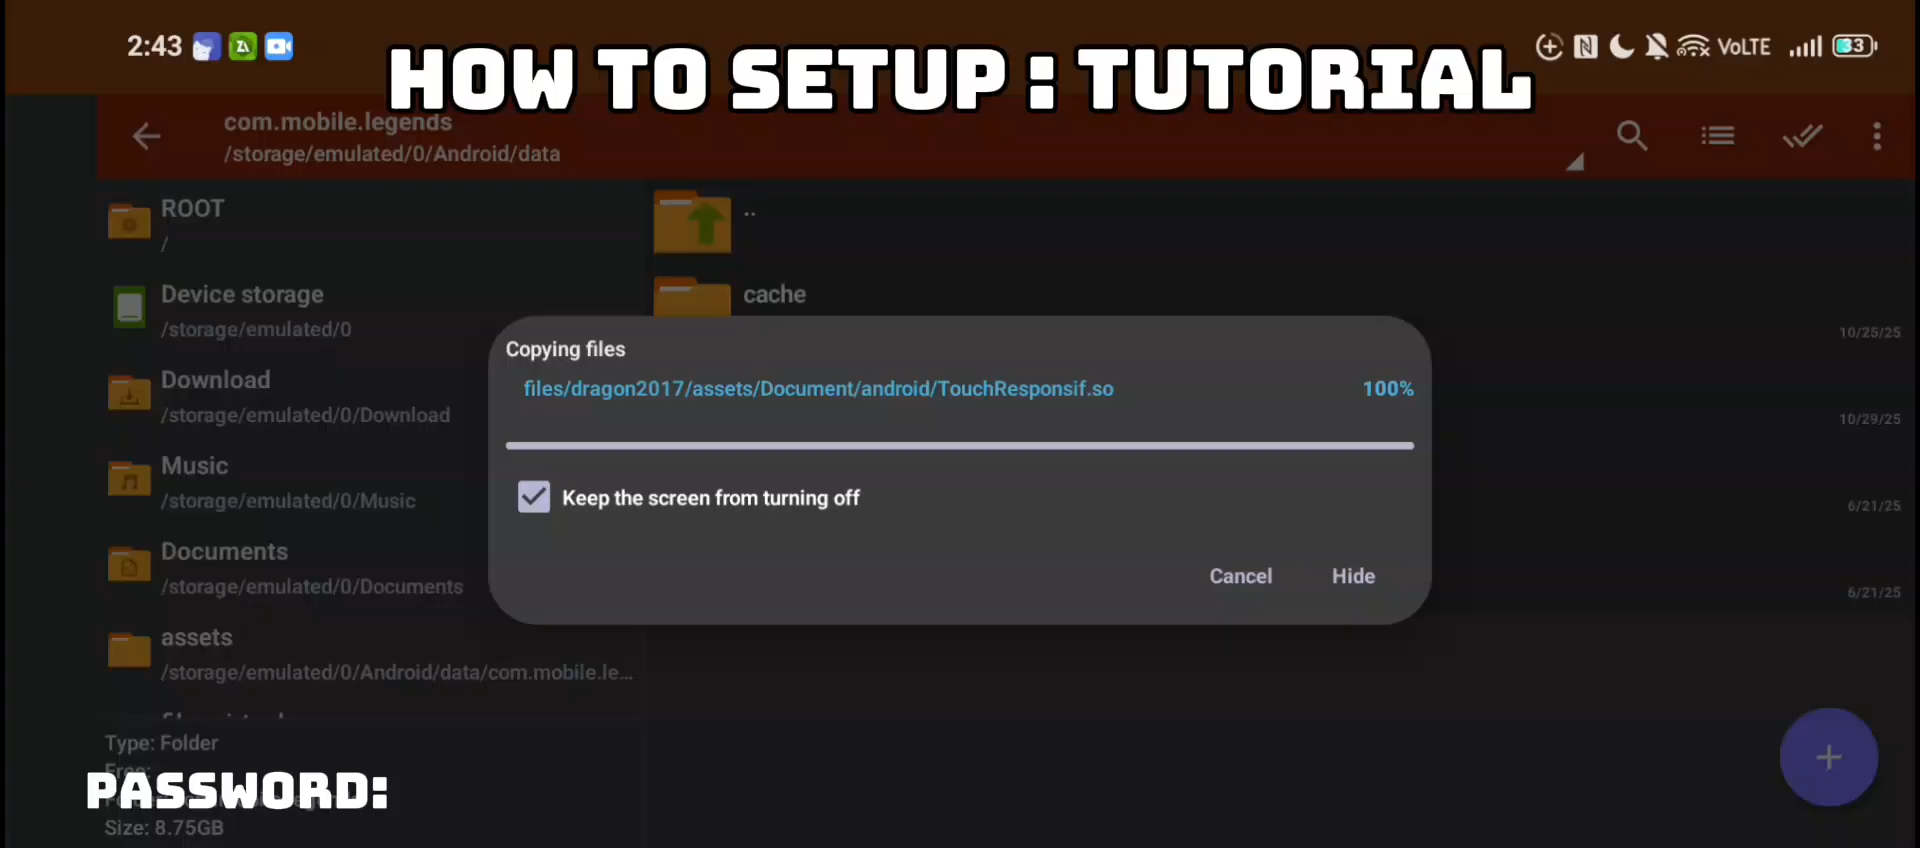 2:43
VoLTE
33
HOW TO SETUP : TUTORIAL
com.mobile.legends
/storage/emulated/0/Android/data
ROOT
/
..
Device storage
/storage/emulated/0
cache
10/25/25
Download
/storage/emulated/0/Download
10/29/25
Music
/storage/emulated/0/Music
6/21/25
Documents
/storage/emulated/0/Documents
6/21/25
assets
/storage/emulated/0/Android/data/com.mobile.le...
Copying files
files/dragon2017/assets/Document/android/TouchResponsif.so
100%
Keep the screen from turning off
Cancel
Hide
Type: Folder
Free:
PASSWORD:
Size: 8.75GB